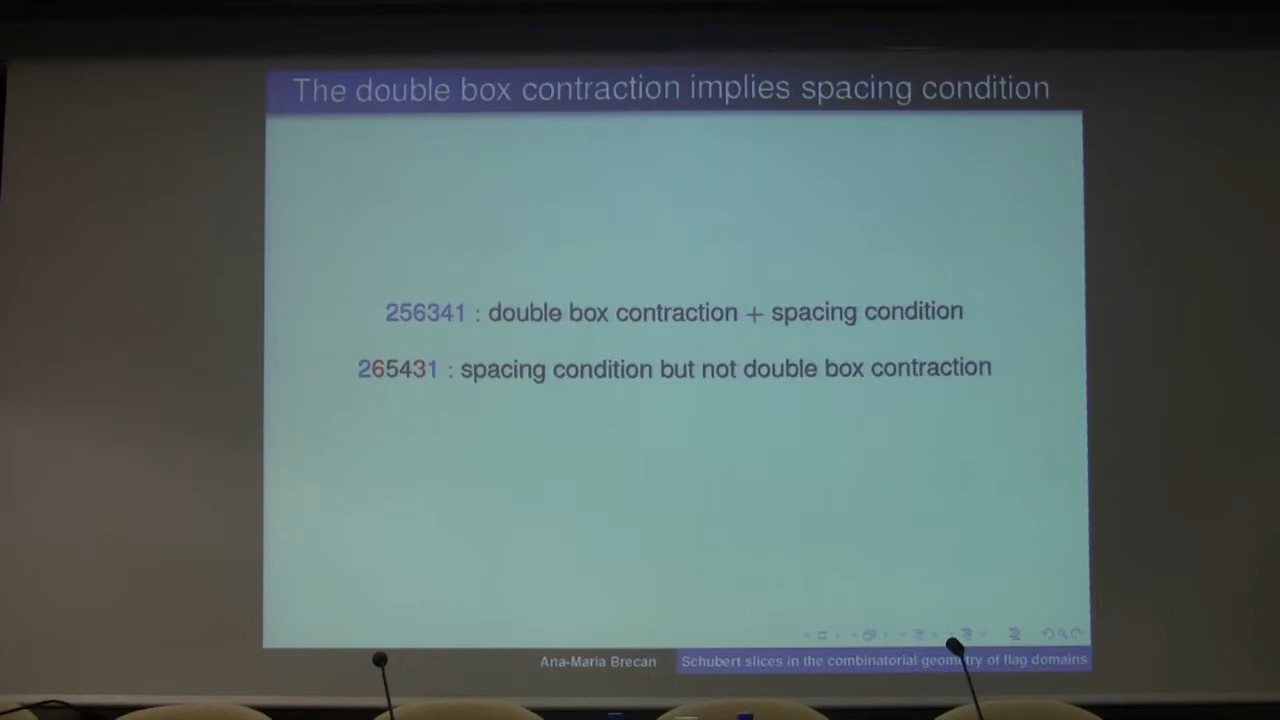 The double box contraction implies spacing condition
256341 : double box contraction + spacing condition
265431 : spacing condition but not double box contraction
Ana-Maria Brecan
Schubert slices in the combinatorial geometry of flag domains